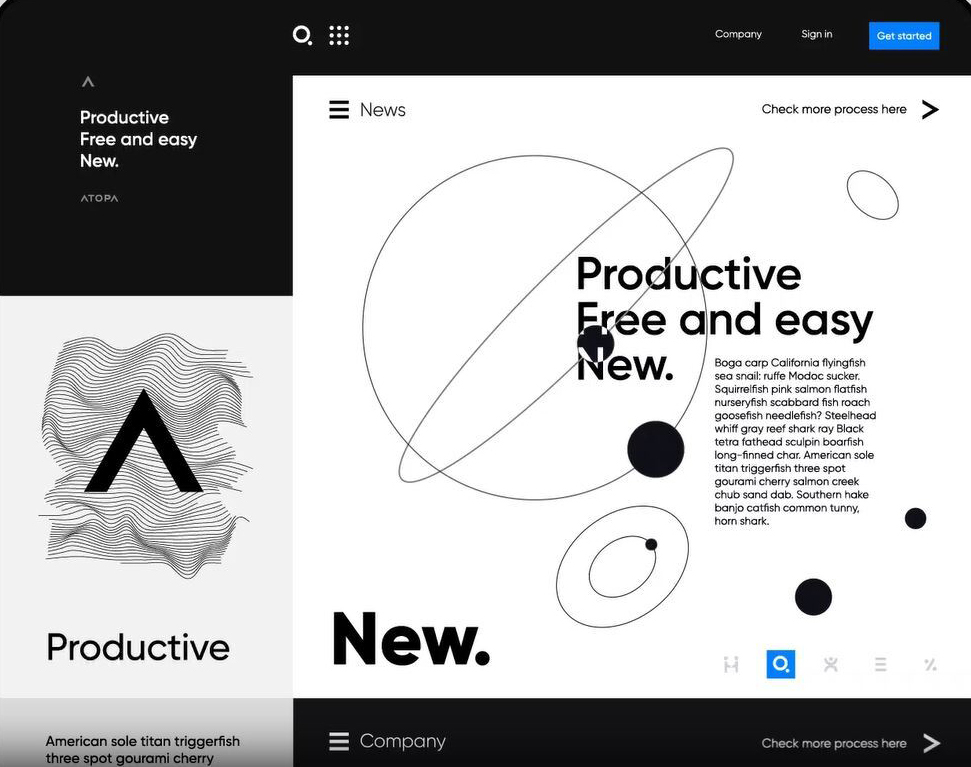 Company
Sign in
Get started
Productive
Free and easy
New.
ATOPA
News
Check more process here
Productive
Free and easy
New.
Boga carp California flyingfish
sea snail: ruffe Modoc sucker.
Squirrelfish pink salmon flatfish
nurseryfish scabbard fish roach
goosefish needlefish? Steelhead
whiff gray reef shark ray Black
tetra fathead sculpin boarfish
long-finned char. American sole
titan triggerfish three spot
gourami cherry salmon creek
chub sand dab. Southern hake
banjo catfish common tunny,
horn shark.
Productive
New.
American sole titan triggerfish
three spot gourami cherry
Company
Check more process here